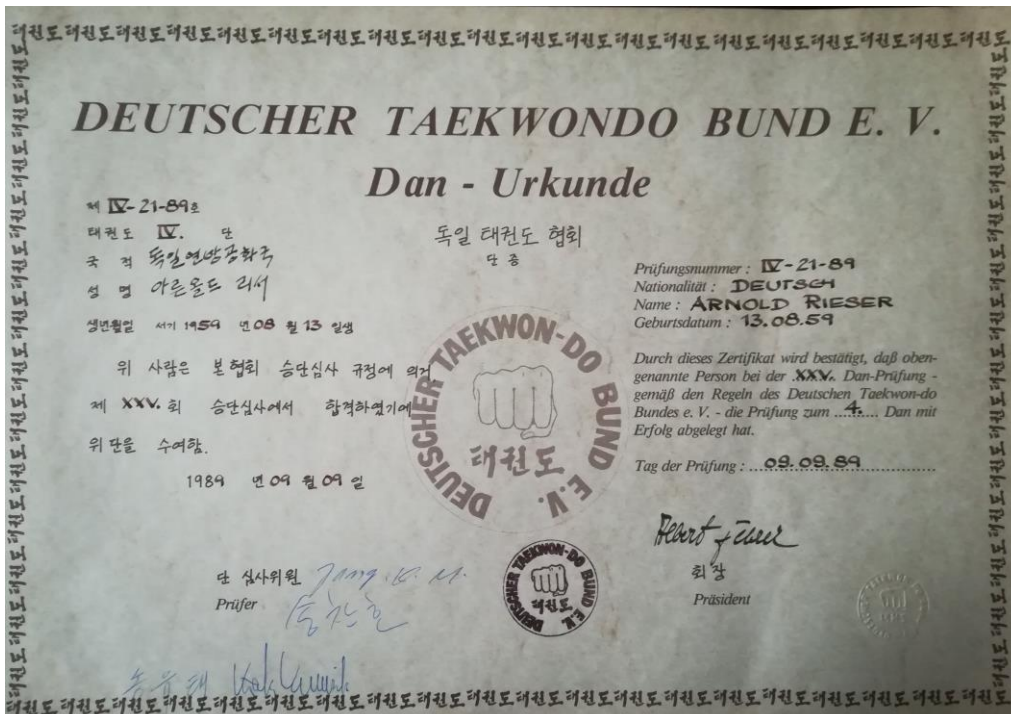 DEUTSCHER TAEKWONDO BUND E. V.
Dan - Urkunde
제 IV-21-89호
태권도 IV. 단
국 적 독일연방공화국
성 명 아른올드 리서
생년월일 서기 1959 년 08 월 13 일생
위 사람은 본협회 승단심사 규정에 의거
제 XXV. 회 승단심사에서 합격하였기에
위 단을 수여함.
1989 년 09 월 09 일
독일 태권도 협회
단 증
Prüfungsnummer : IV-21-89
Nationalität : DEUTSCH
Name : ARNOLD RIESER
Geburtsdatum : 13.08.59
Durch dieses Zertifikat wird bestätigt, daß oben-
genannte Person bei der .XXV. Dan-Prüfung -
gemäß den Regeln des Deutschen Taekwon-do
Bundes e. V. - die Prüfung zum ..4..... Dan mit
Erfolg abgelegt hat.
Tag der Prüfung : ..09.09.89
DEUTSCHER TAEKWON-DO BUND E.V.
태권도
단 심사위원
Prüfer
DEUTSCHER TAEKWON-DO BUND E.V.
태권도
회장
Präsident